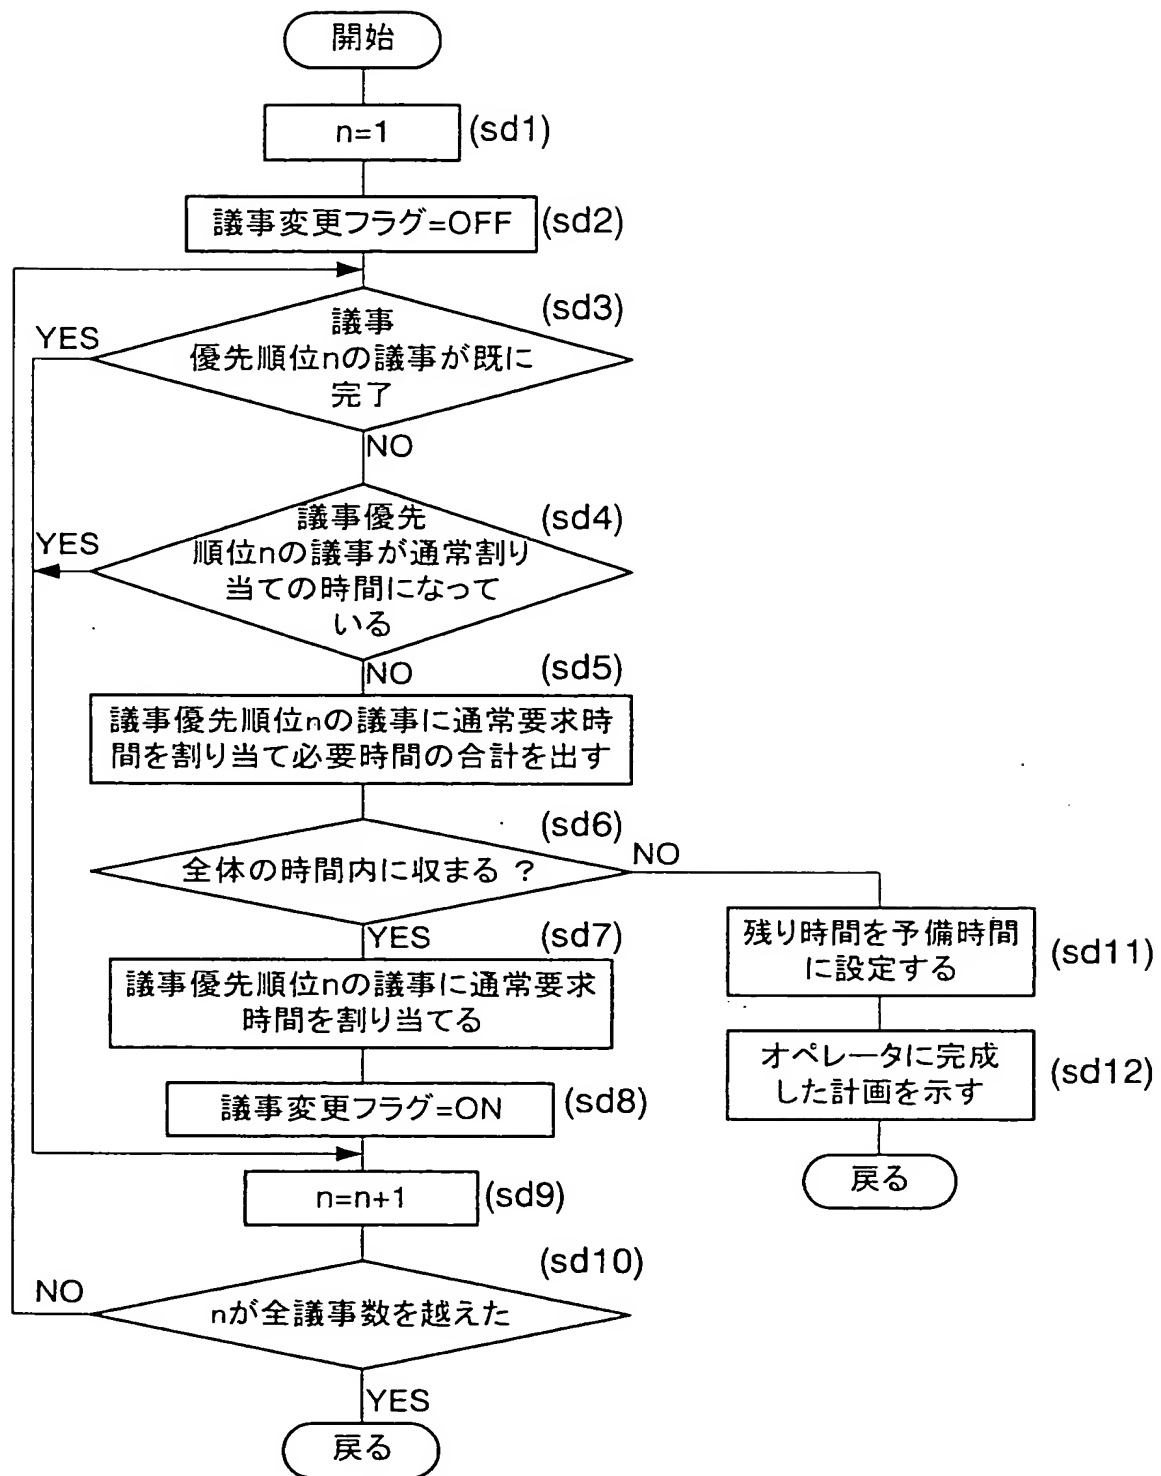 開始
n=1
(sd1)
議事変更フラグ=OFF
(sd2)
(sd3)
YES
議事
優先順位nの議事が既に
完了
NO
(sd4)
YES
議事優先
順位nの議事が通常割り
当ての時間になって
いる
NO
(sd5)
議事優先順位nの議事に通常要求時
間を割り当て必要時間の合計を出す
(sd6)
全体の時間内に収まる ?
NO
YES
(sd7)
議事優先順位nの議事に通常要求
時間を割り当てる
残り時間を予備時間
に設定する
(sd11)
オペレータに完成
した計画を示す
(sd12)
戻る
議事変更フラグ=ON
(sd8)
n=n+1
(sd9)
(sd10)
NO
nが全議事数を越えた
YES
戻る